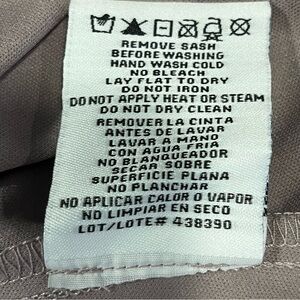 REMOVE SASH
BEFORE WASHING
HAND WASH COLD
NO BLEACH
LAY FLAT TO DRY
DO NOT IRON
DO NOT APPLY HEAT OR STEAM
DO NOT DRY CLEAN
REMOVER LA CINTA
ANTES DE LAVAR
LAVAR A MANO
CON AGUA FRIA
NO BLANQUEADOR
SECAR SOBRE
SUPERFICIE PLANA
NO PLANCHAR
NO APLICAR CALOR O VAPOR
NO LIMPIAR EN SECO
LOT/LOTE# 438390